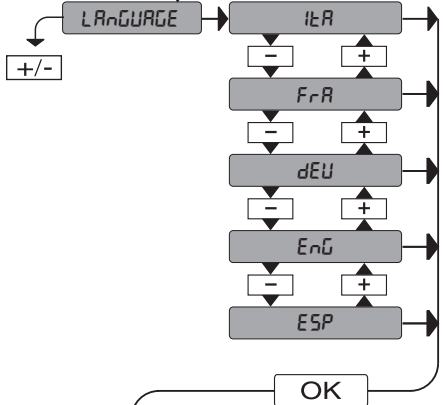 LAnGUAGE
ItA
+/-
- +
FrA
- +
dEU
- +
EnG
- +
ESP
OK